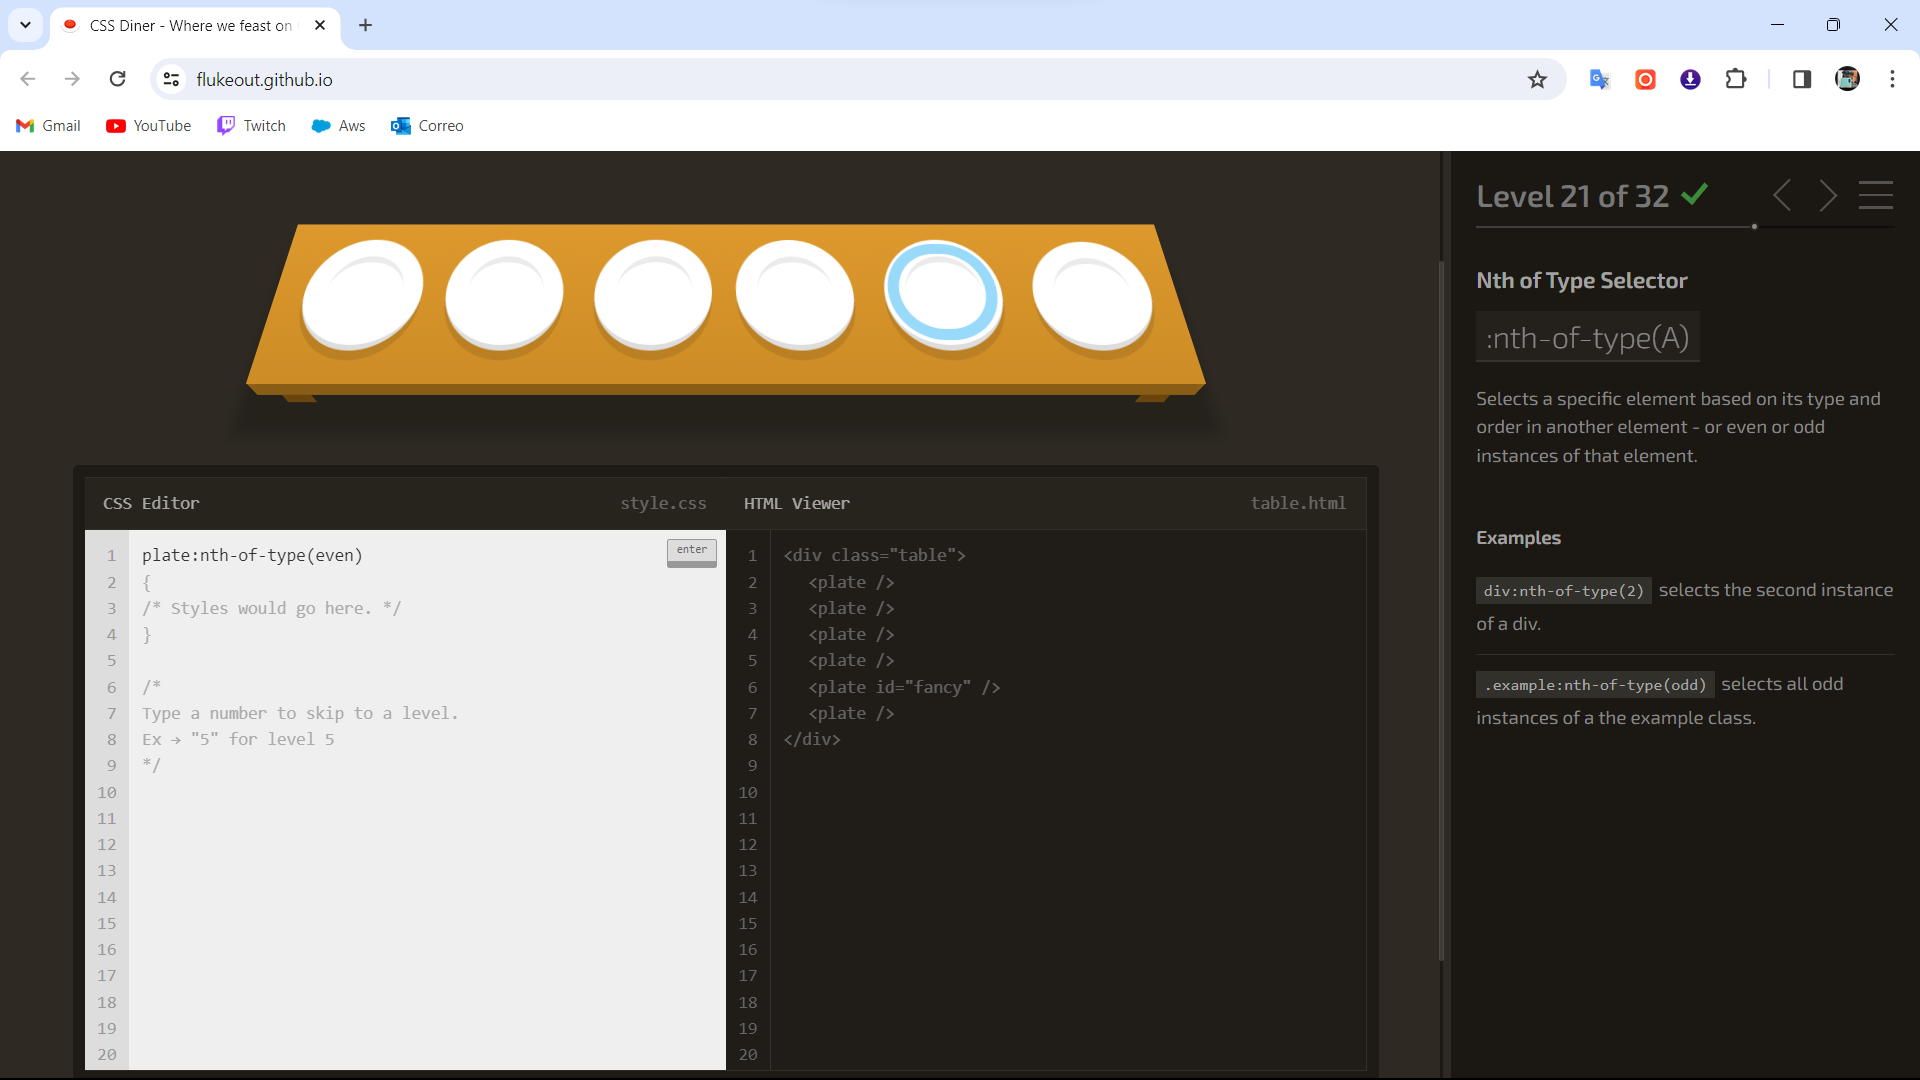 CSS Diner - Where we feast on
flukeout.github.io
Gmail YouTube Twitch Aws Correo
Level 21 of 32
Nth of Type Selector
:nth-of-type(A)
Selects a specific element based on its type and
order in another element - or even or odd
instances of that element.
Examples
div:nth-of-type(2) selects the second instance
of a div.
.example:nth-of-type(odd) selects all odd
instances of a the example class.
CSS Editor style.css
enter
1 plate:nth-of-type(even)
2 {
3 /* Styles would go here. */
4 }
5
6 /*
7 Type a number to skip to a level.
8 Ex → "5" for level 5
9 */
10
11
12
13
14
15
16
17
18
19
20
HTML Viewer table.html
1 <div class="table">
2 <plate />
3 <plate />
4 <plate />
5 <plate />
6 <plate id="fancy" />
7 <plate />
8 </div>
9
10
11
12
13
14
15
16
17
18
19
20